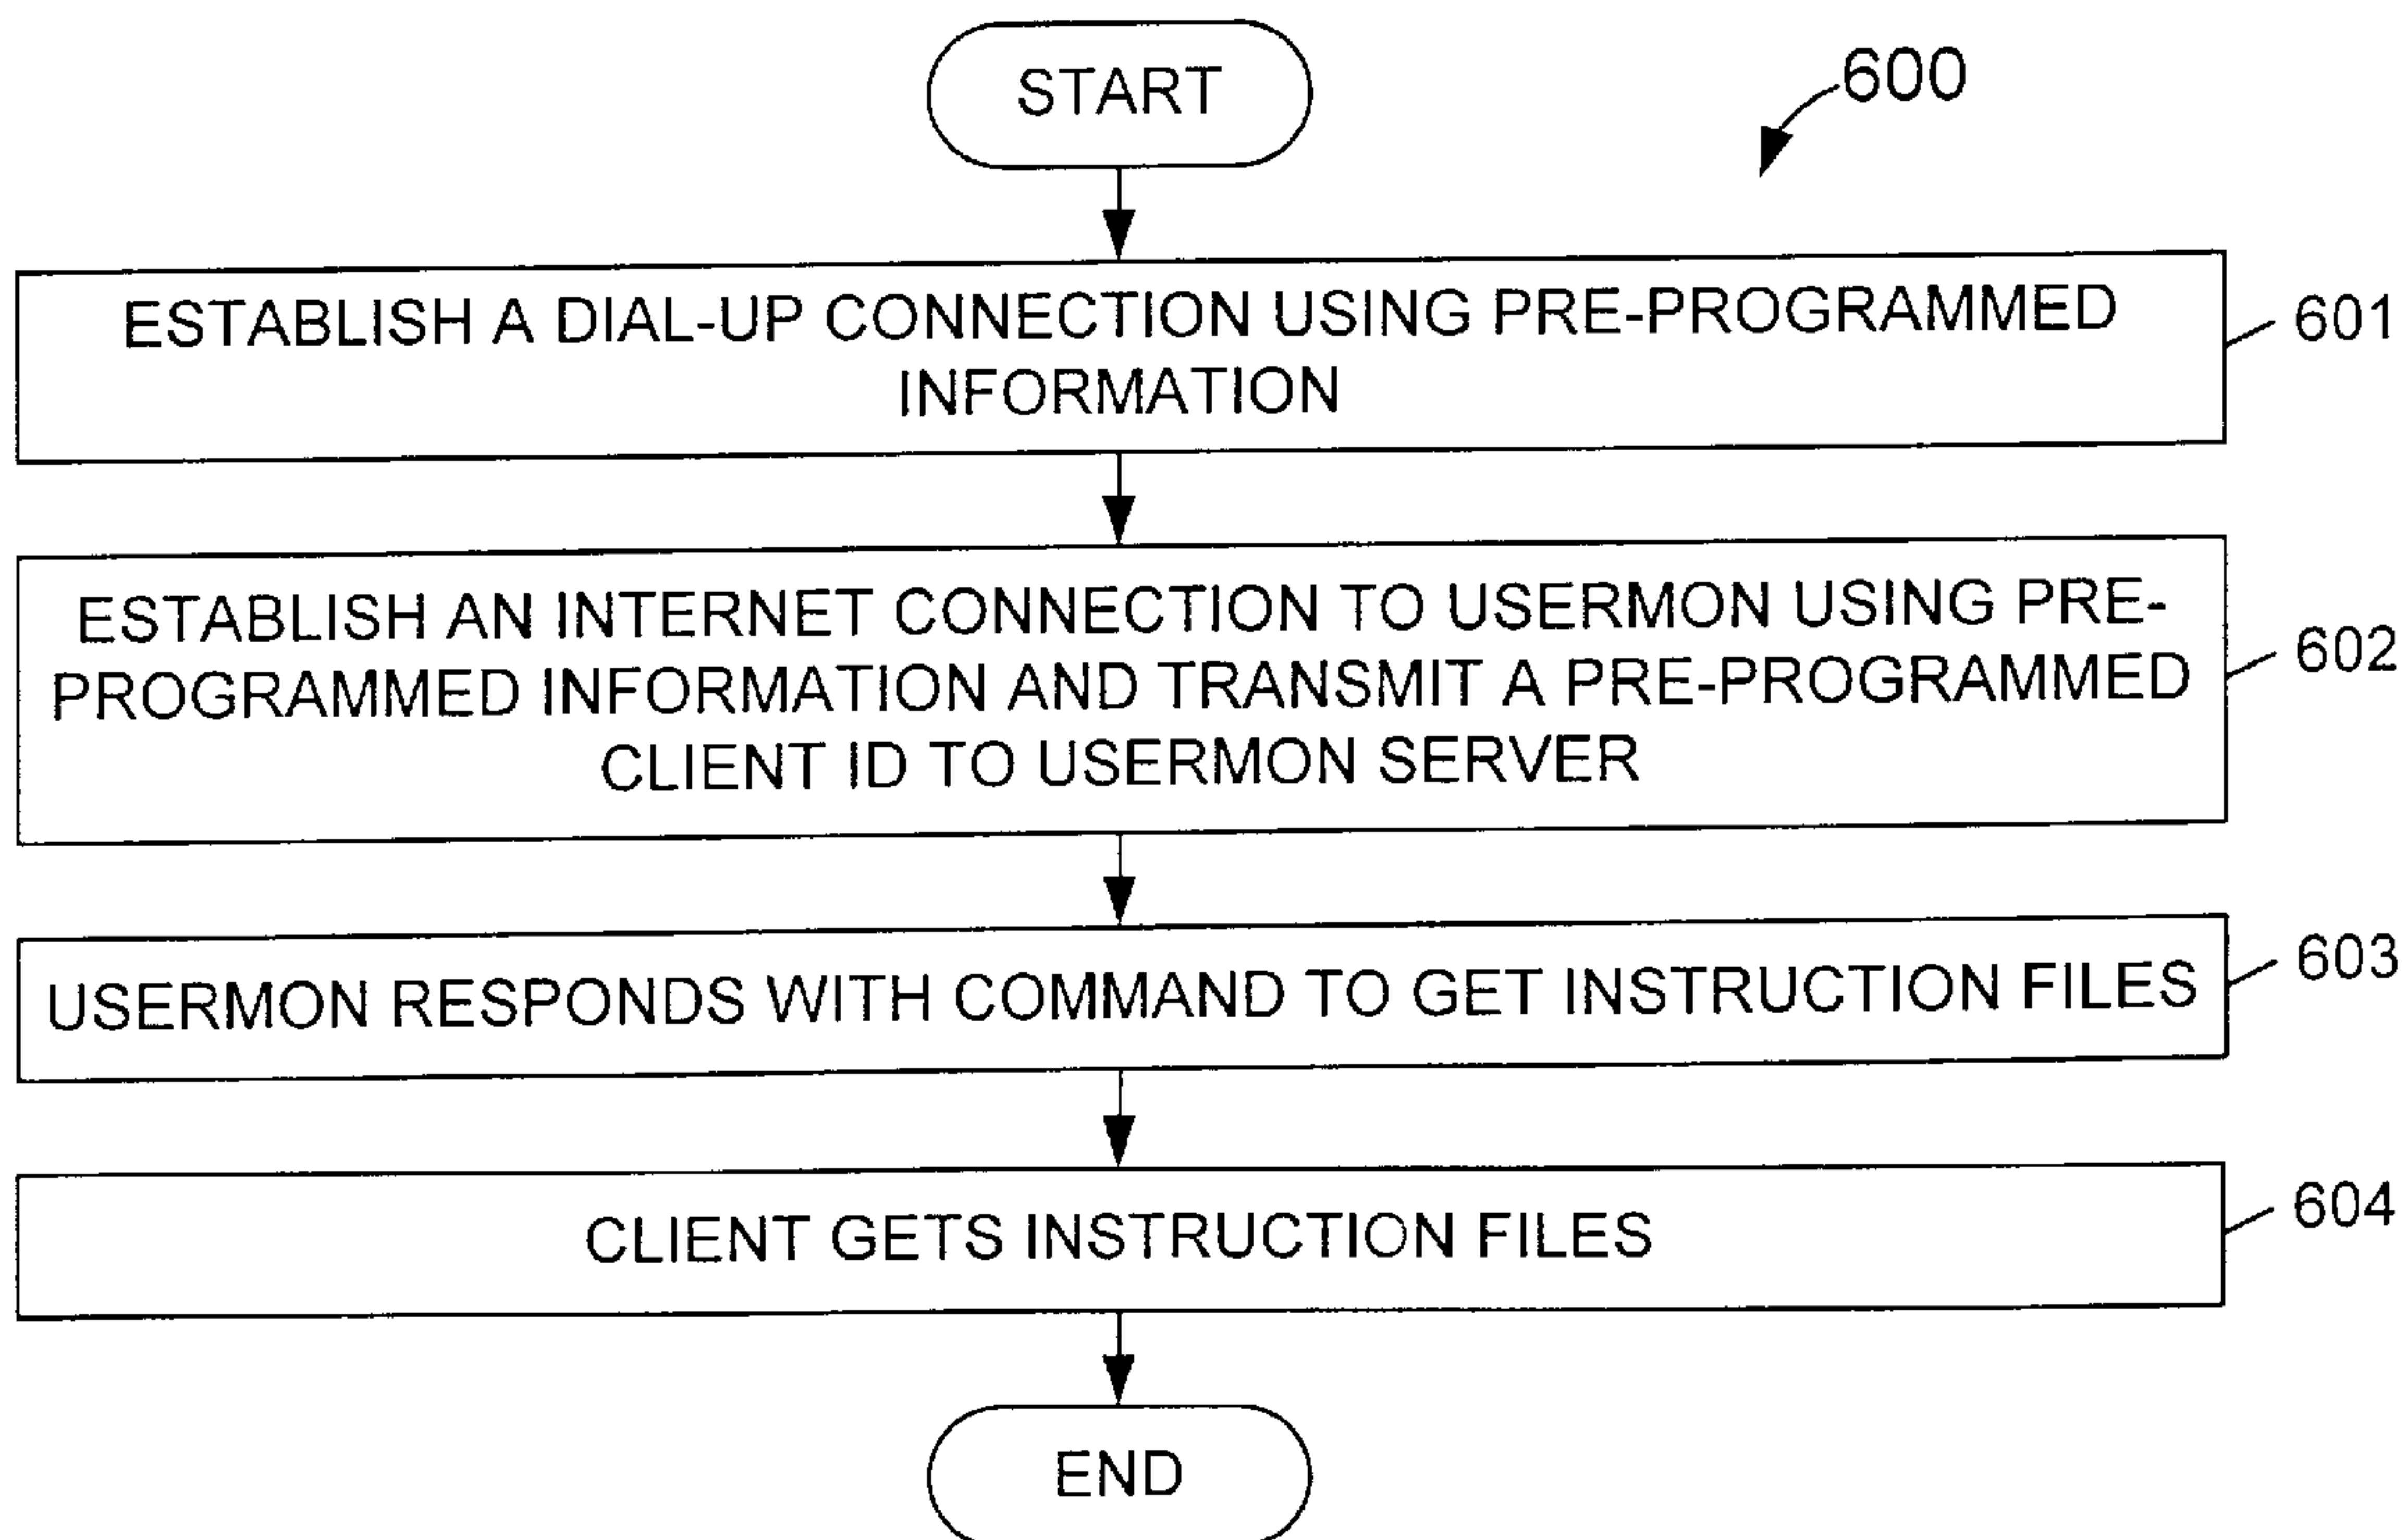 START
600
ESTABLISH A DIAL-UP CONNECTION USING PRE-PROGRAMMED
INFORMATION
601
ESTABLISH AN INTERNET CONNECTION TO USERMON USING PRE-
PROGRAMMED INFORMATION AND TRANSMIT A PRE-PROGRAMMED
CLIENT ID TO USERMON SERVER
602
USERMON RESPONDS WITH COMMAND TO GET INSTRUCTION FILES
603
CLIENT GETS INSTRUCTION FILES
604
END